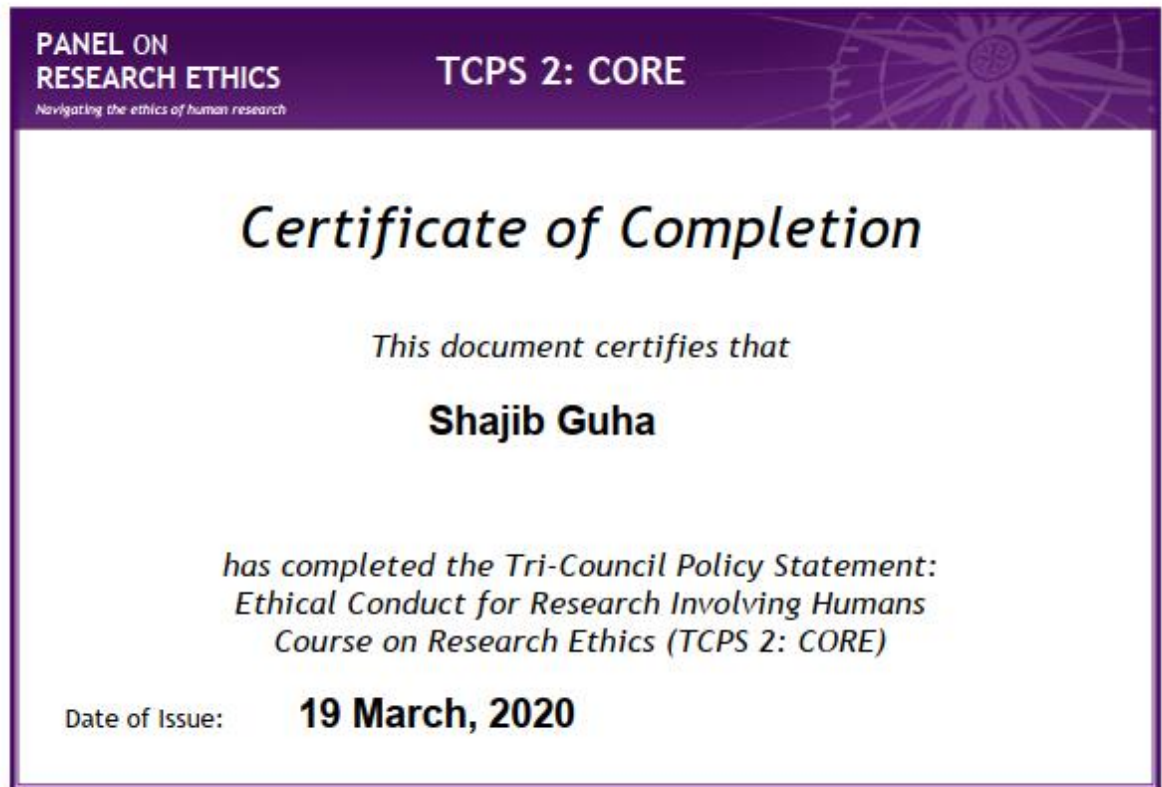 PANEL ON
RESEARCH ETHICS
Navigating the ethics of human research
TCPS 2: CORE
Certificate of Completion
This document certifies that
Shajib Guha
has completed the Tri-Council Policy Statement:
Ethical Conduct for Research Involving Humans
Course on Research Ethics (TCPS 2: CORE)
Date of Issue: 19 March, 2020